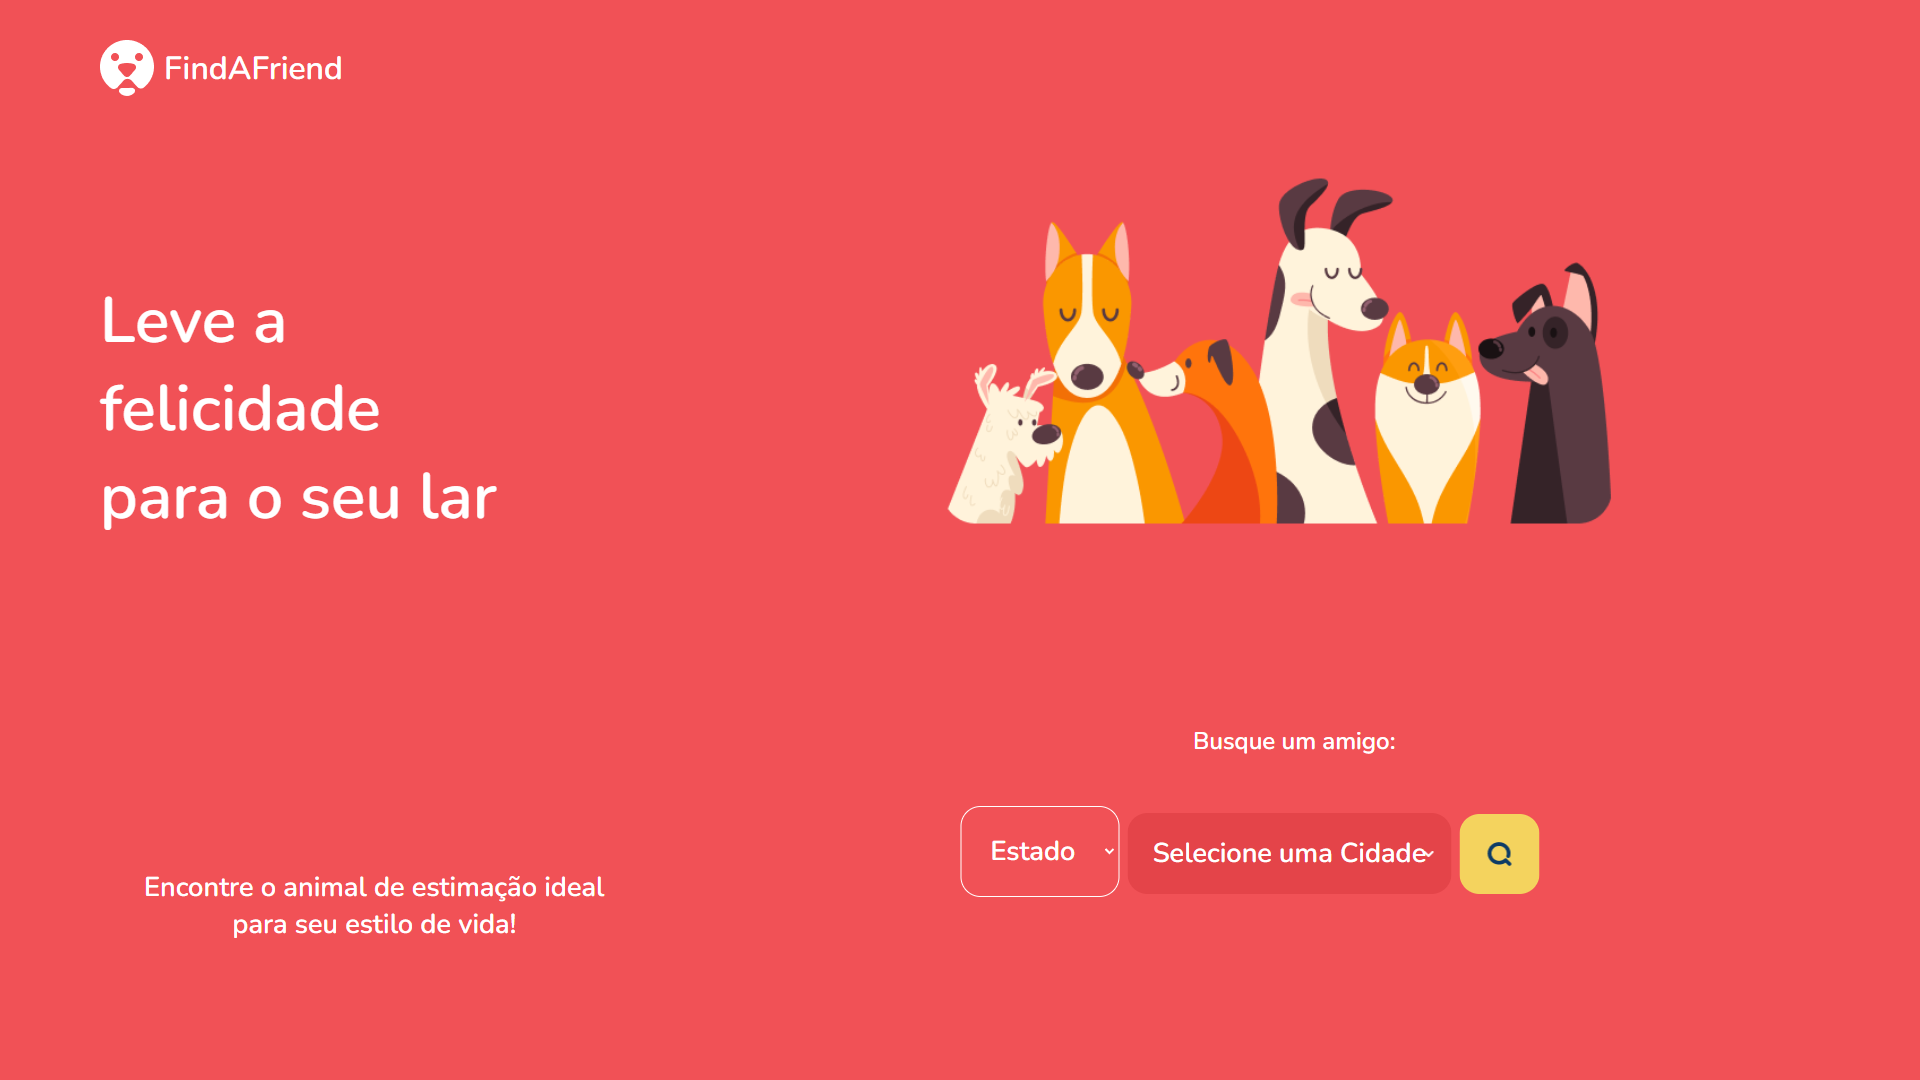 FindAFriend
Leve a
felicidade
para o seu lar
Busque um amigo:
Estado
Selecione uma Cidade
Encontre o animal de estimação ideal
para seu estilo de vida!